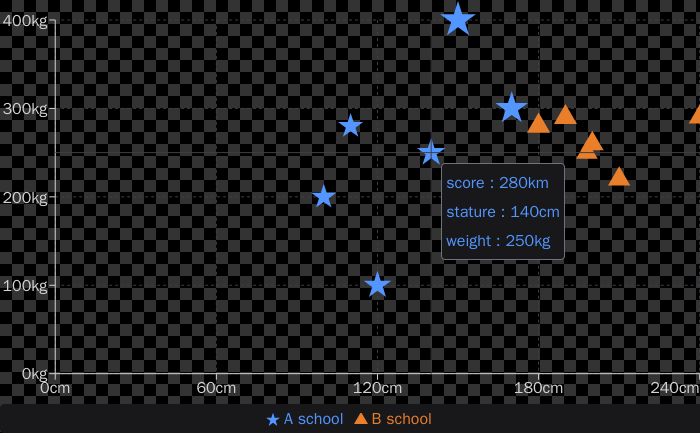 400kg
300kg
200kg
100kg
0kg
score : 280km
stature : 140cm
weight : 250kg
0cm 60cm 120cm 180cm 240cm
A school B school